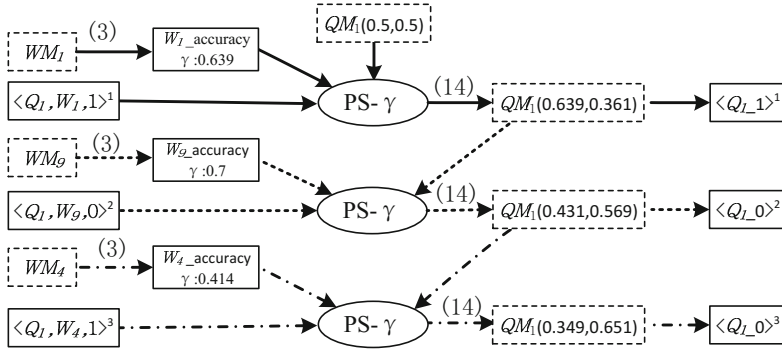 QM₁(0.5,0.5)
WM₁
(3)
W₁_accuracy
γ :0.639
<Q₁,W₁,1>¹
PS- γ
(14)
QM₁(0.639,0.361)
<Q₁_1>¹
WM₉
(3)
W₉_accuracy
γ :0.7
<Q₁,W₉,0>²
PS- γ
(14)
QM₁(0.431,0.569)
<Q₁_0>²
WM₄
(3)
W₄_accuracy
γ :0.414
<Q₁,W₄,1>³
PS- γ
(14)
QM₁(0.349,0.651)
<Q₁_0>³